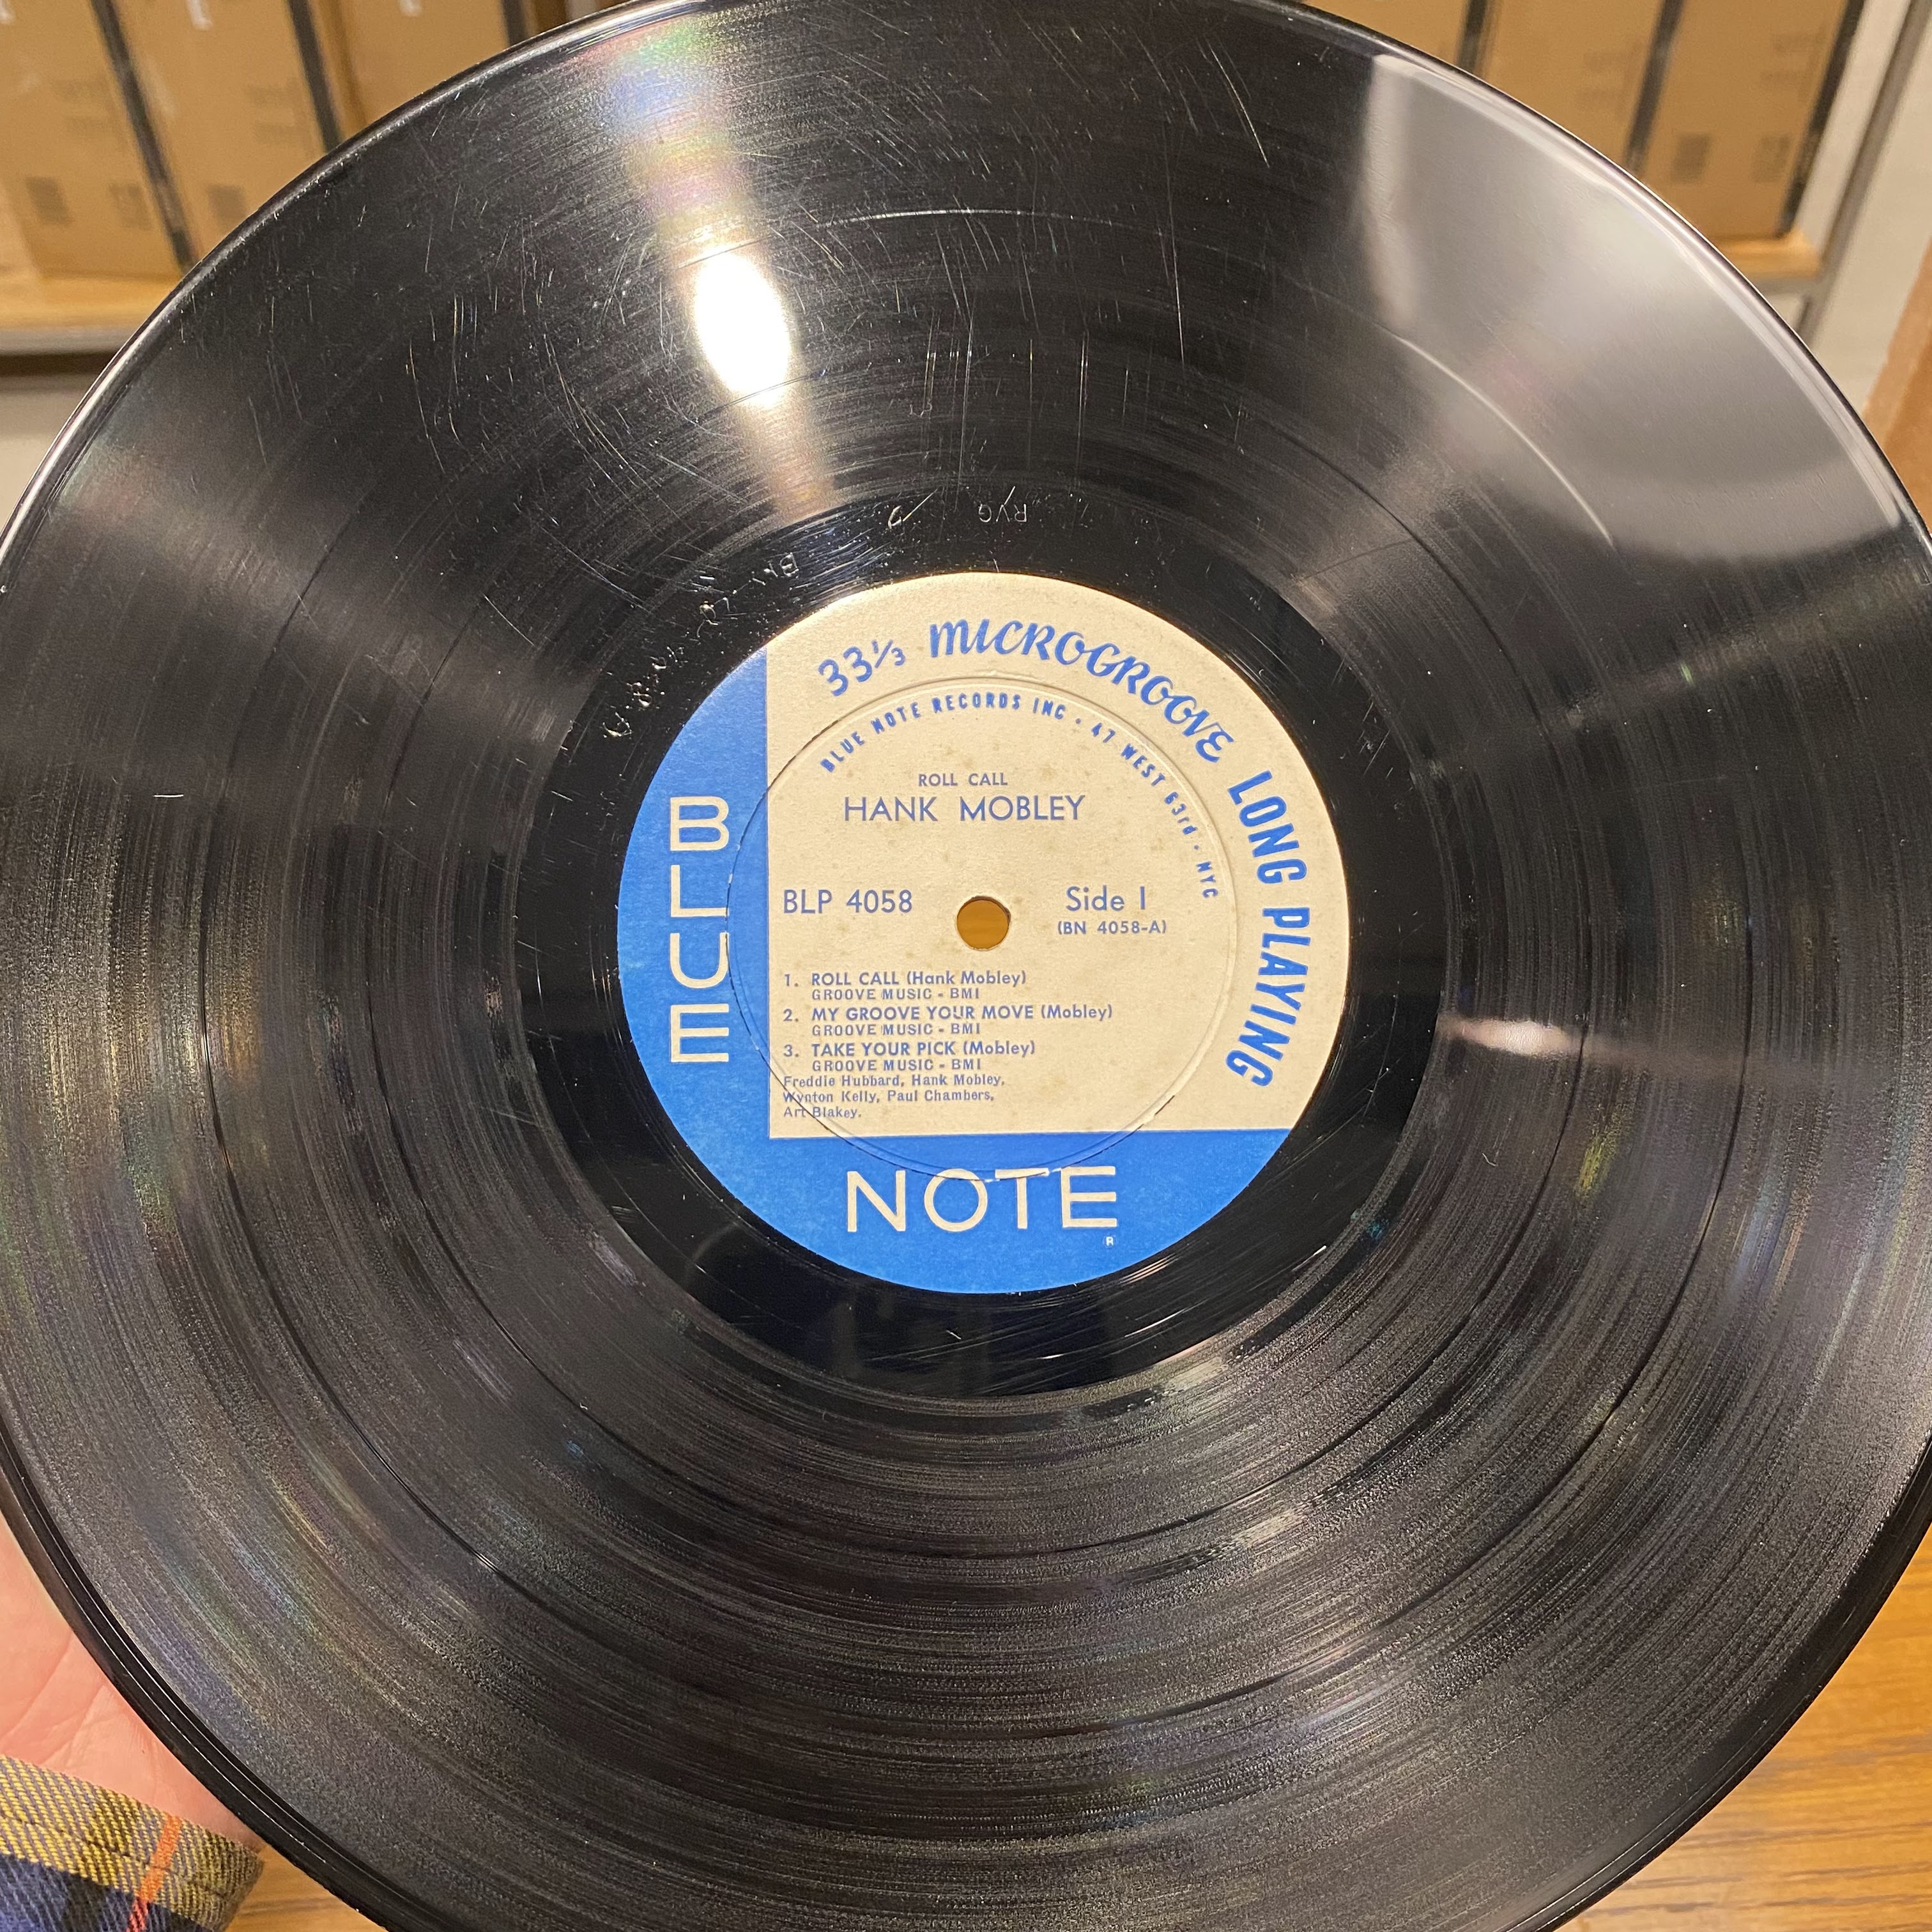 33⅓ MICROGROOVE LONG PLAYING
BLUE NOTE RECORDS INC · 47 WEST 63rd · NYC
ROLL CALL
HANK MOBLEY
BLP 4058
Side 1
(BN 4058-A)
1. ROLL CALL (Hank Mobley)
GROOVE MUSIC - BMI
2. MY GROOVE YOUR MOVE (Mobley)
GROOVE MUSIC - BMI
3. TAKE YOUR PICK (Mobley)
GROOVE MUSIC - BMI
Freddie Hubbard, Hank Mobley,
Wynton Kelly, Paul Chambers,
Art Blakey.
BLUE
NOTE
R
RVG